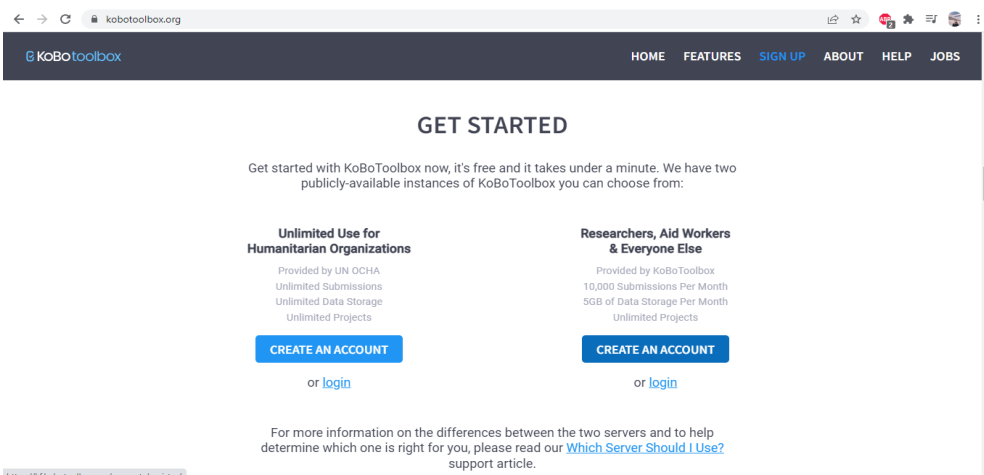 kobotoolbox.org
2
KoBotoolbox
HOME FEATURES SIGN UP ABOUT HELP JOBS
GET STARTED
Get started with KoBoToolbox now, it's free and it takes under a minute. We have two
publicly-available instances of KoBoToolbox you can choose from:
Unlimited Use for
Humanitarian Organizations
Provided by UN OCHA
Unlimited Submissions
Unlimited Data Storage
Unlimited Projects
CREATE AN ACCOUNT
or login
Researchers, Aid Workers
& Everyone Else
Provided by KoBoToolbox
10,000 Submissions Per Month
5GB of Data Storage Per Month
Unlimited Projects
CREATE AN ACCOUNT
or login
For more information on the differences between the two servers and to help
determine which one is right for you, please read our Which Server Should I Use?
support article.